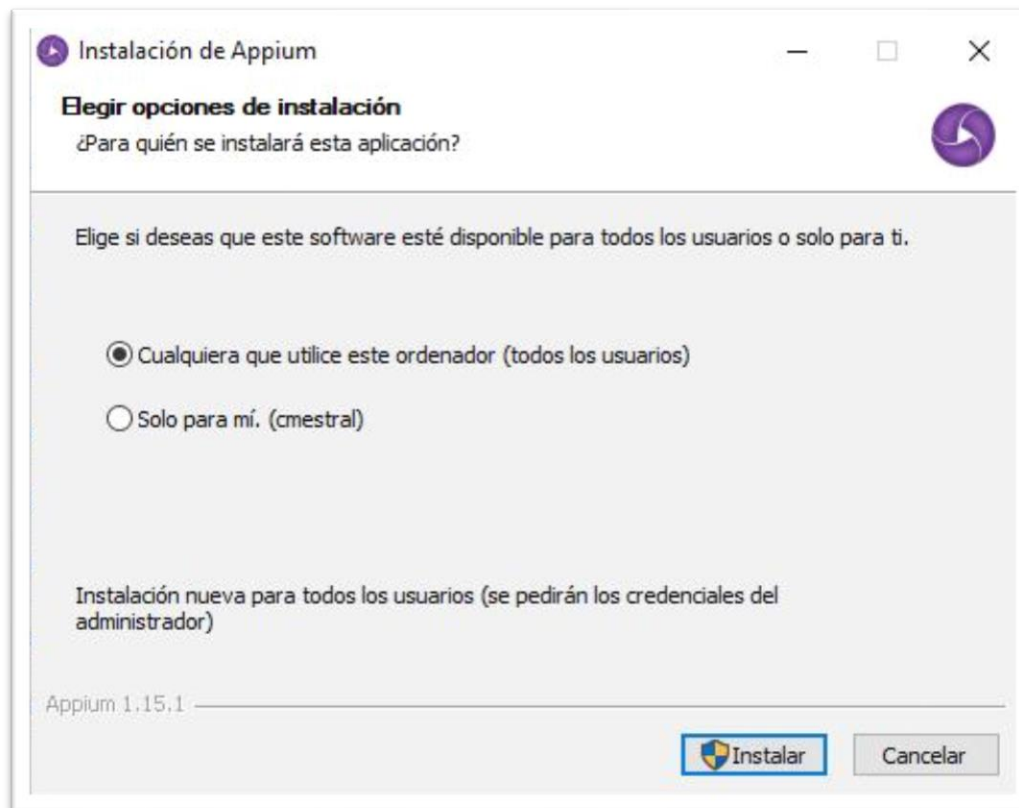 Instalación de Appium
Elegir opciones de instalación
¿Para quién se instalará esta aplicación?
Elige si deseas que este software esté disponible para todos los usuarios o solo para ti.
Cualquiera que utilice este ordenador (todos los usuarios)
Solo para mí. (cmestral)
Instalación nueva para todos los usuarios (se pedirán los credenciales del
administrador)
Appium 1.15.1
Instalar
Cancelar